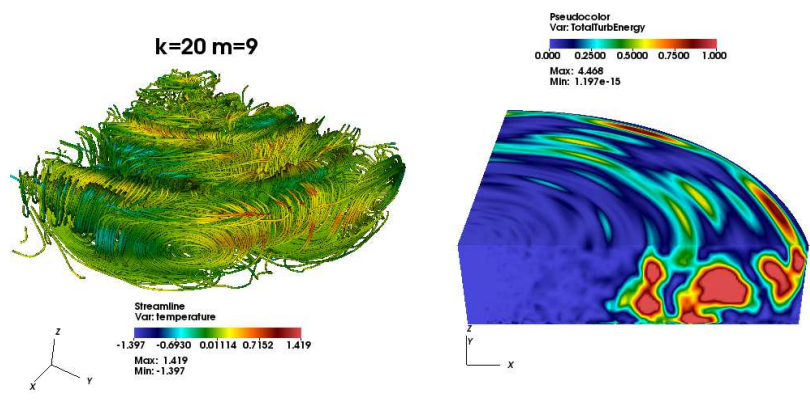 k=20 m=9
Streamline
Var: temperature
-1.397 -0.6930 0.01114 0.7152 1.419
Max: 1.419
Min: -1.397
Z
X
Y
Pseudocolor
Var: TotalTurbEnergy
0.000 0.2500 0.5000 0.7500 1.000
Max: 4.468
Min: 1.197e-15
Z
Y
X